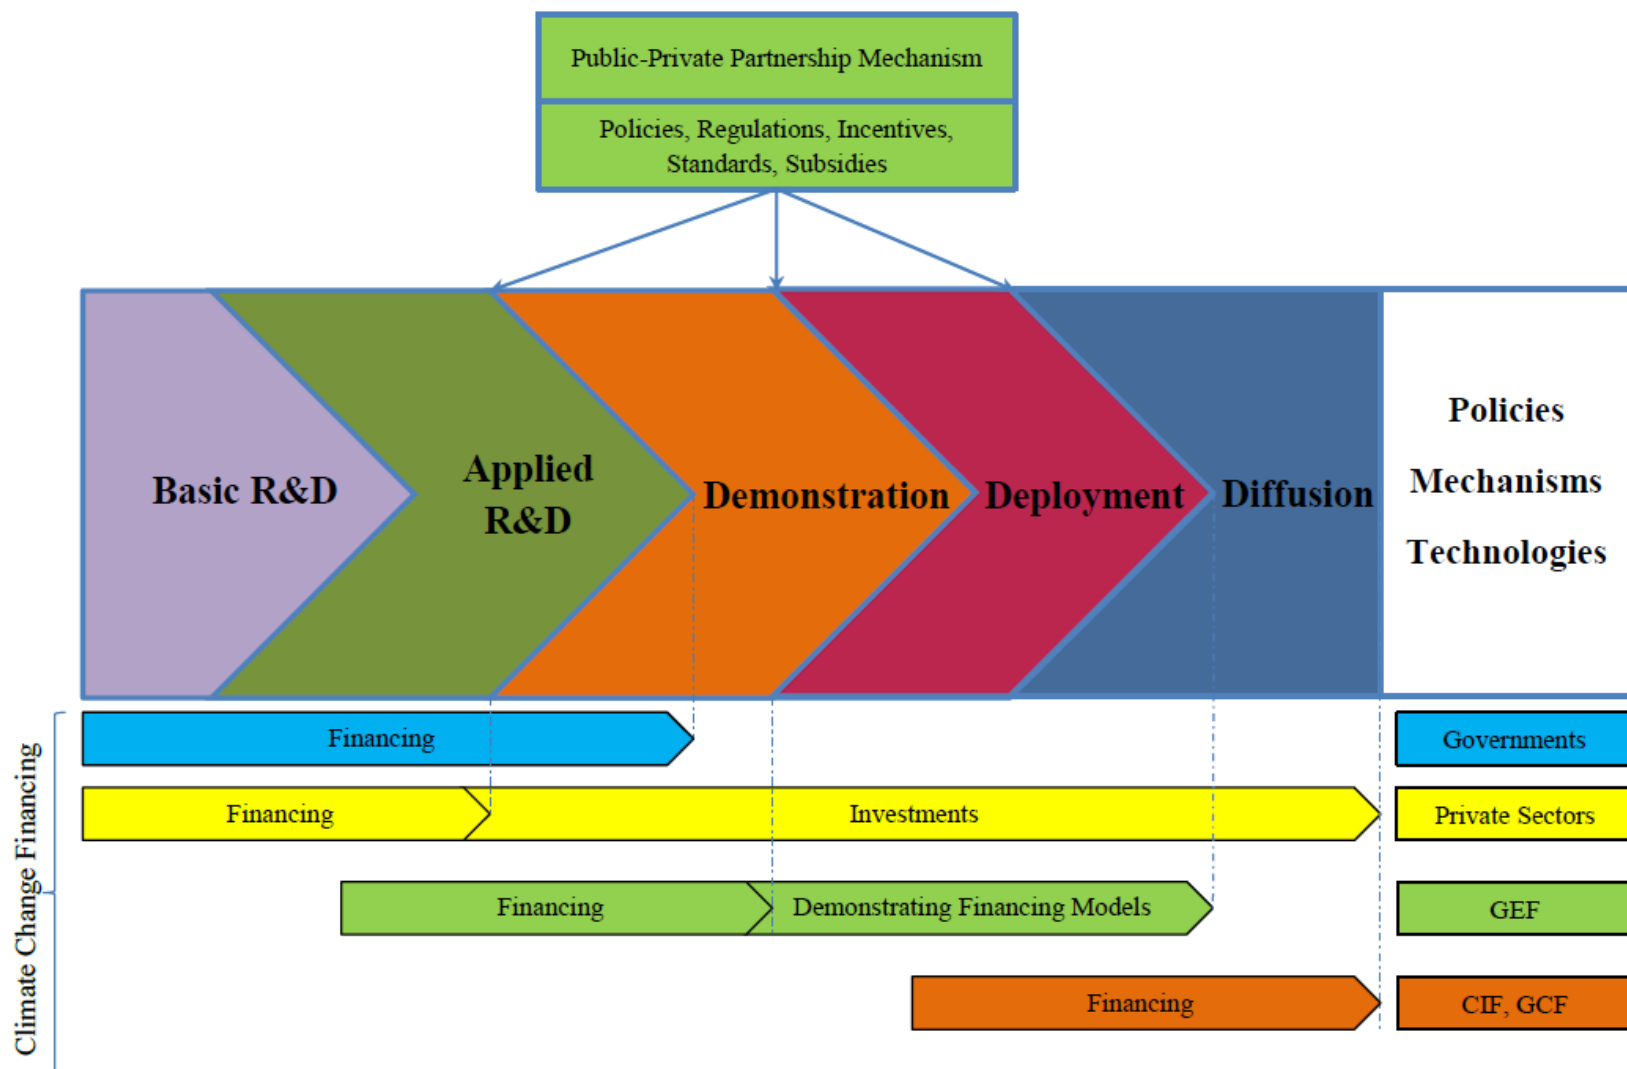 Public-Private Partnership Mechanism
Policies, Regulations, Incentives,
Standards, Subsidies
Basic R&D
Applied
R&D
Demonstration
Deployment
Diffusion
Policies
Mechanisms
Technologies
Climate Change Financing
Financing
Governments
Financing
Investments
Private Sectors
Financing
Demonstrating Financing Models
GEF
Financing
CIF, GCF